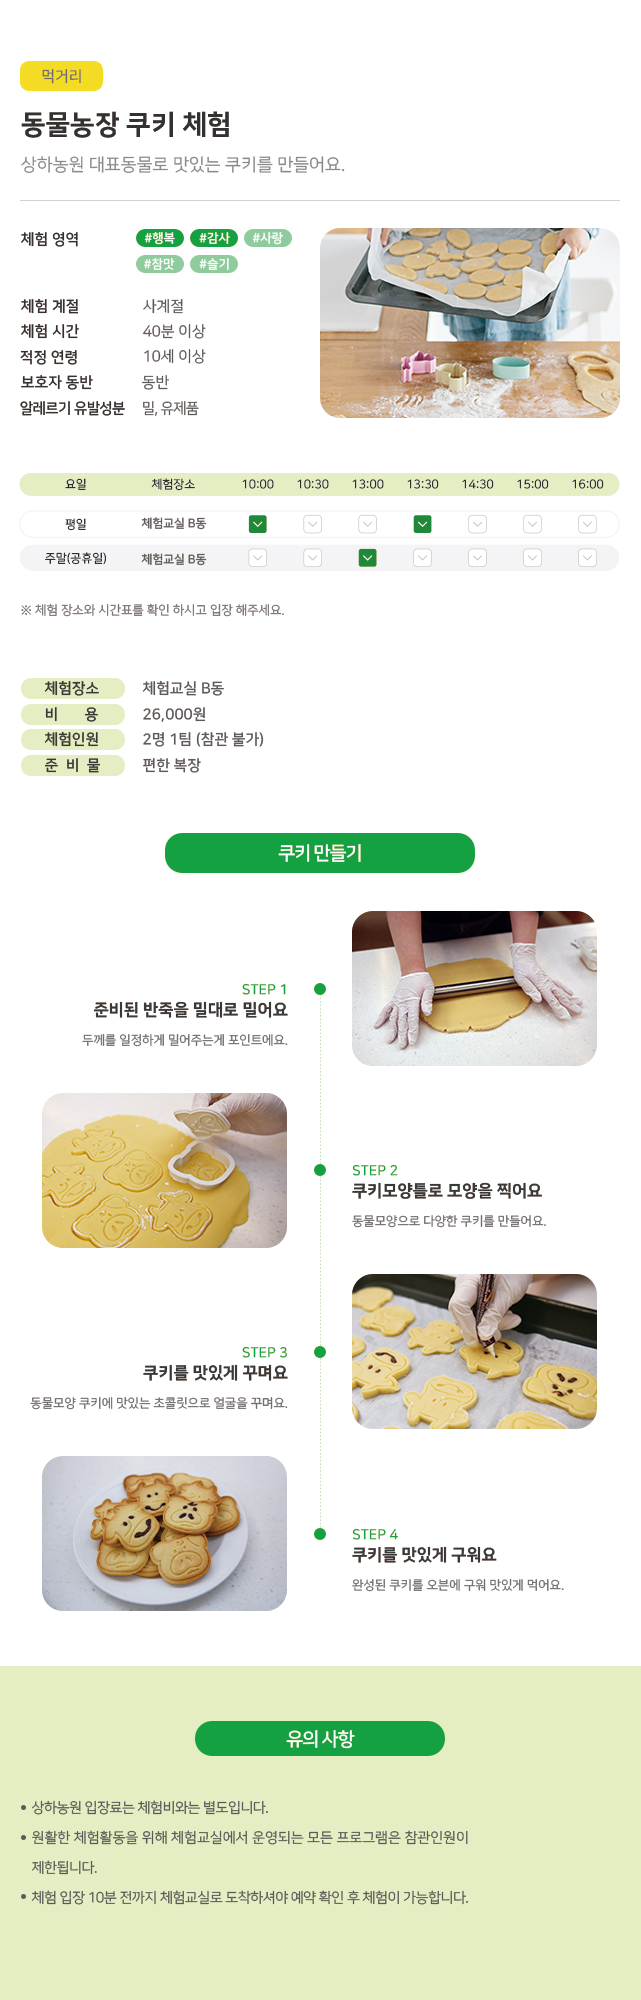 먹거리
동물농장 쿠키 체험
상하농원 대표동물로 맛있는 쿠키를 만들어요.
체험 영역 #행복 #감사 #사랑
#참맛 #슬기
체험 계절 사계절
체험 시간 40분 이상
적정 연령 10세 이상
보호자 동반 동반
알레르기 유발성분 밀, 유제품
요일 체험장소 10:00 10:30 13:00 13:30 14:30 15:00 16:00
평일 체험교실 B동
주말(공휴일) 체험교실 B동
※ 체험 장소와 시간표를 확인 하시고 입장 해주세요.
체험장소 체험교실 B동
비 용 26,000원
체험인원 2명 1팀 (참관 불가)
준 비 물 편한 복장
쿠키 만들기
STEP 1
준비된 반죽을 밀대로 밀어요
두께를 일정하게 밀어주는게 포인트에요.
STEP 2
쿠키모양틀로 모양을 찍어요
동물모양으로 다양한 쿠키를 만들어요.
STEP 3
쿠키를 맛있게 꾸며요
동물모양 쿠키에 맛있는 초콜릿으로 얼굴을 꾸며요.
STEP 4
쿠키를 맛있게 구워요
완성된 쿠키를 오븐에 구워 맛있게 먹어요.
유의 사항
• 상하농원 입장료는 체험비와는 별도입니다.
• 원활한 체험활동을 위해 체험교실에서 운영되는 모든 프로그램은 참관인원이
제한됩니다.
• 체험 입장 10분 전까지 체험교실로 도착하셔야 예약 확인 후 체험이 가능합니다.